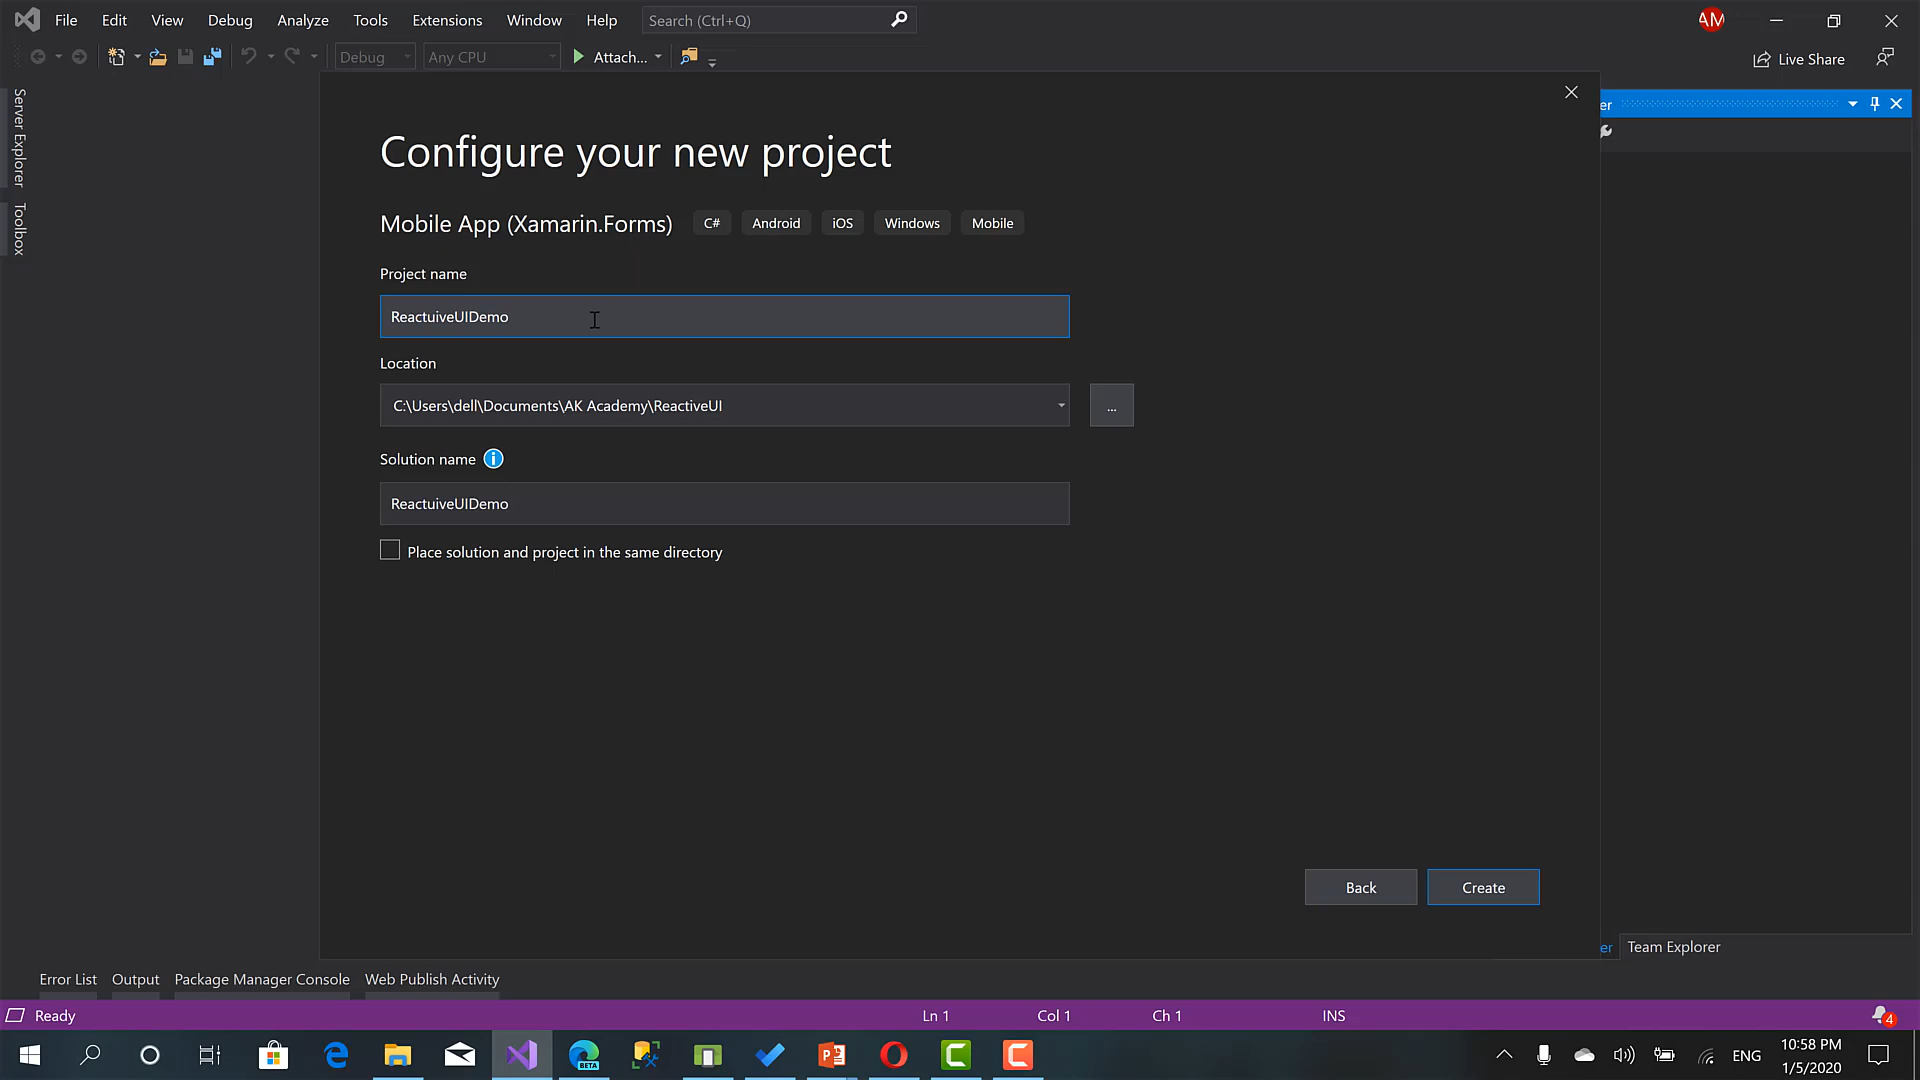 File Edit View Debug Analyze Tools Extensions Window Help Search (Ctrl+Q) AM
Debug Any CPU Attach... Live Share
Server Explorer
Toolbox
er
Configure your new project
Mobile App (Xamarin.Forms) C# Android iOS Windows Mobile
Project name
ReactuiveUIDemo
Location
C:\Users\dell\Documents\AK Academy\ReactiveUI
...
Solution name
ReactuiveUIDemo
Place solution and project in the same directory
Back Create
er Team Explorer
Error List Output Package Manager Console Web Publish Activity
Ready Ln 1 Col 1 Ch 1 INS 4
BETA
ENG
10:58 PM
1/5/2020